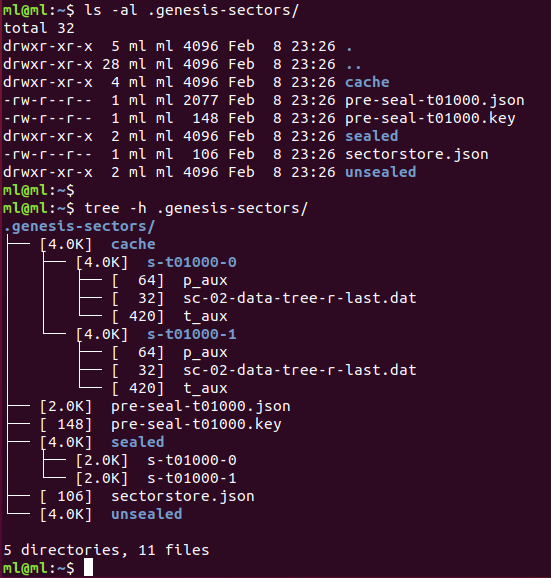 ml@ml:~$ ls -al .genesis-sectors/
total 32
drwxr-xr-x  5 ml ml 4096 Feb  8 23:26 .
drwxr-xr-x 28 ml ml 4096 Feb  8 23:26 ..
drwxr-xr-x  4 ml ml 4096 Feb  8 23:26 cache
-rw-r--r--  1 ml ml 2077 Feb  8 23:26 pre-seal-t01000.json
-rw-r--r--  1 ml ml  148 Feb  8 23:26 pre-seal-t01000.key
drwxr-xr-x  2 ml ml 4096 Feb  8 23:26 sealed
-rw-r--r--  1 ml ml  106 Feb  8 23:26 sectorstore.json
drwxr-xr-x  2 ml ml 4096 Feb  8 23:26 unsealed
ml@ml:~$
ml@ml:~$ tree -h .genesis-sectors/
.genesis-sectors/
├── [4.0K]  cache
│   ├── [4.0K]  s-t01000-0
│   │   ├── [  64]  p_aux
│   │   ├── [  32]  sc-02-data-tree-r-last.dat
│   │   └── [ 420]  t_aux
│   └── [4.0K]  s-t01000-1
│       ├── [  64]  p_aux
│       ├── [  32]  sc-02-data-tree-r-last.dat
│       └── [ 420]  t_aux
├── [2.0K]  pre-seal-t01000.json
├── [ 148]  pre-seal-t01000.key
├── [4.0K]  sealed
│   ├── [2.0K]  s-t01000-0
│   └── [2.0K]  s-t01000-1
├── [ 106]  sectorstore.json
└── [4.0K]  unsealed
5 directories, 11 files
ml@ml:~$